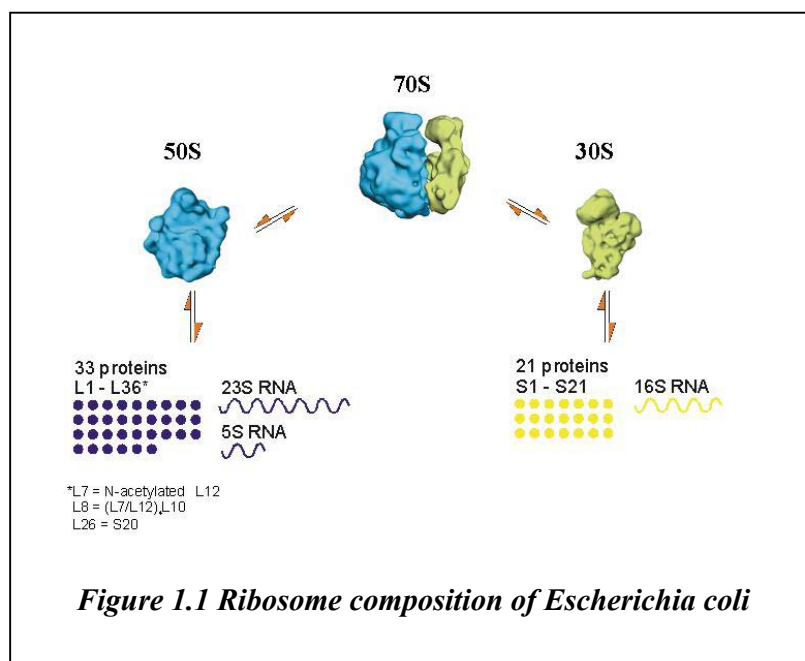 70S
50S
30S
33 proteins
L1 - L36*
23S RNA
5S RNA
*L7 = N-acetylated L12
L8 = (L7/L12)4L10
L26 = S20
21 proteins
S1 - S21
16S RNA
Figure 1.1 Ribosome composition of Escherichia coli